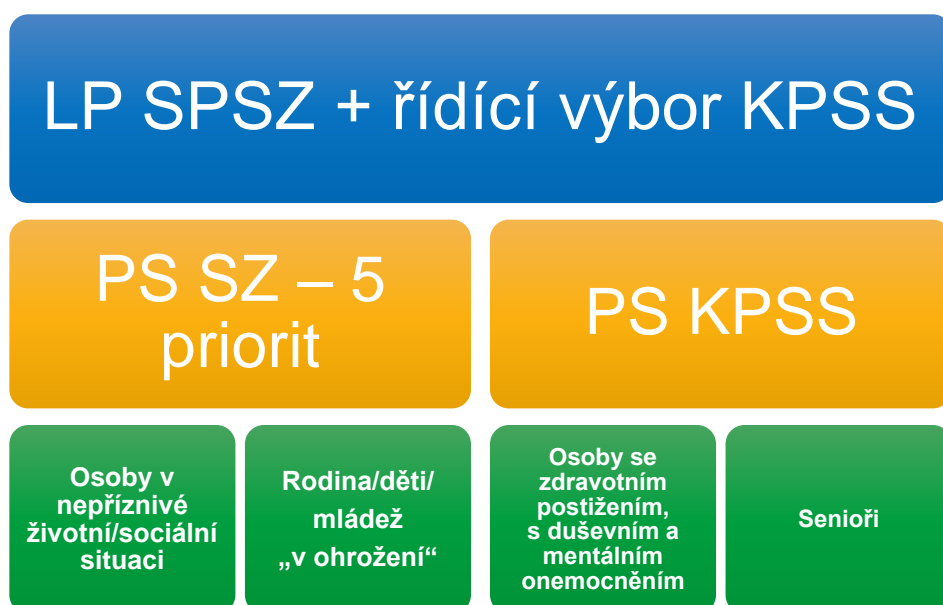 LP SPSZ + řídící výbor KPSS
PS SZ – 5
priorit
PS KPSS
Osoby v
nepříznivé
životní/sociální
situaci
Rodina/děti/
mládež
„v ohrožení“
Osoby se
zdravotním
postižením,
s duševním a
mentálním
onemocněním
Senioři